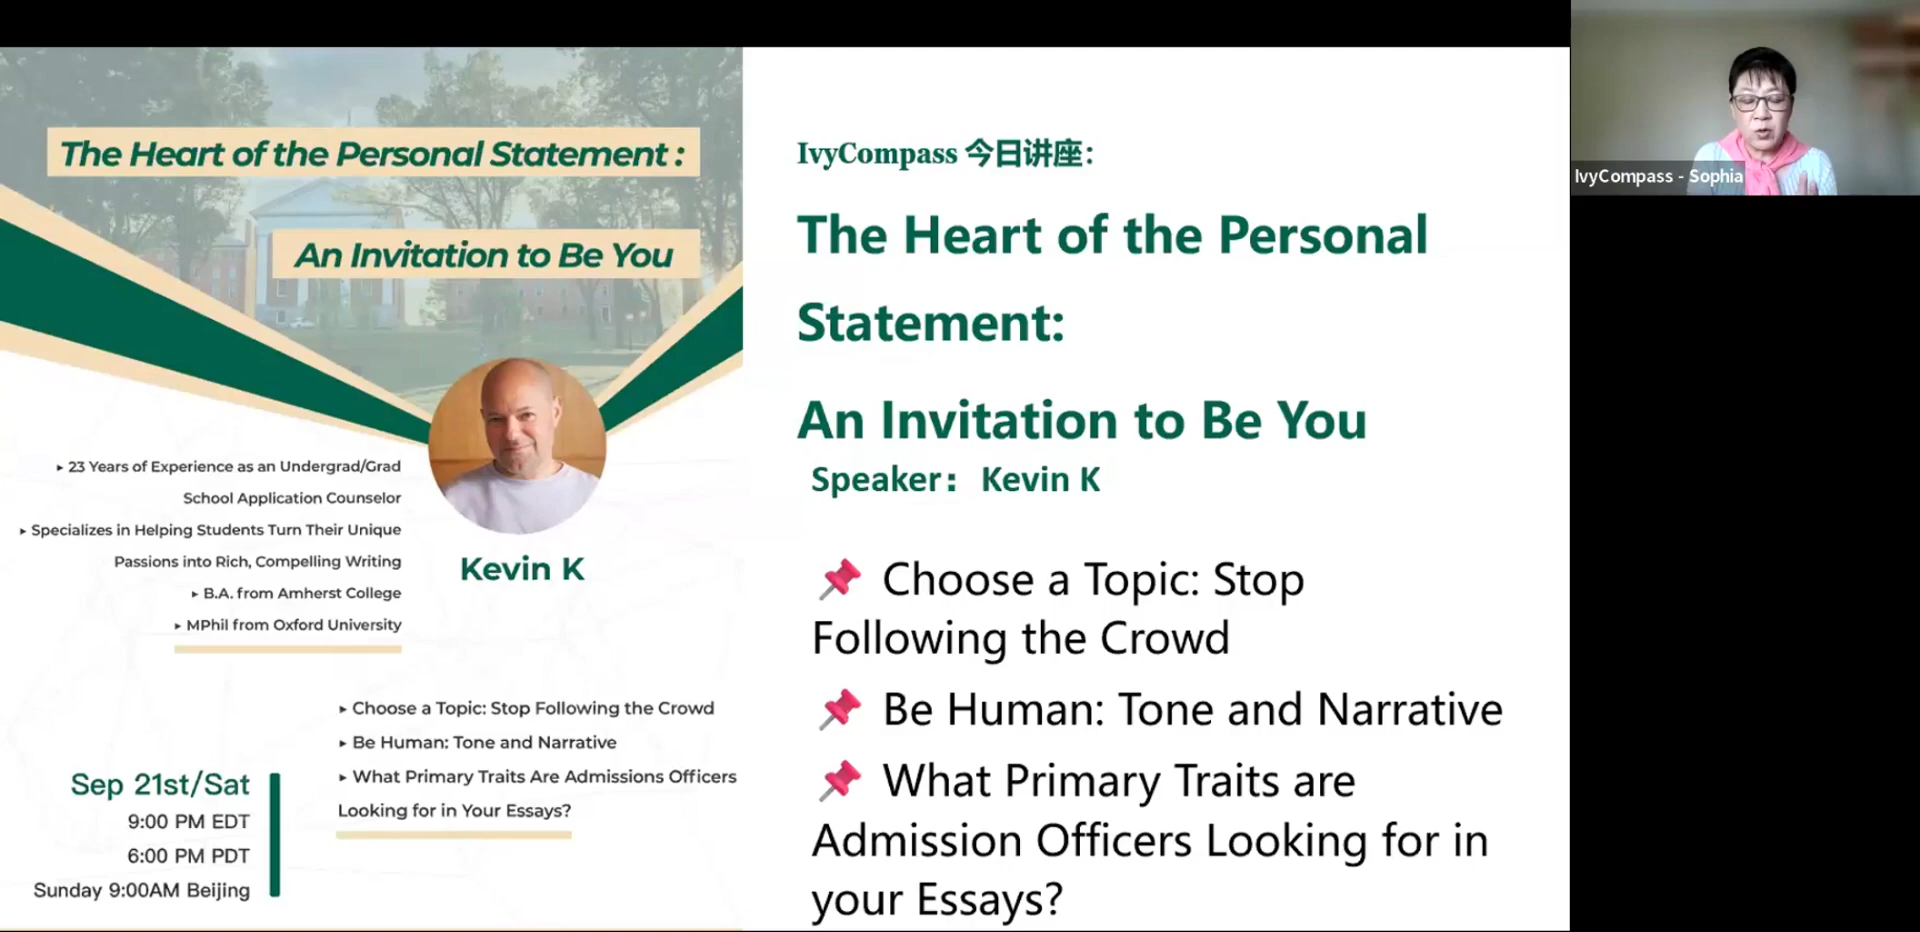 The Heart of the Personal Statement :
An Invitation to Be You
▸ 23 Years of Experience as an Undergrad/Grad
School Application Counselor
▸ Specializes in Helping Students Turn Their Unique
Passions into Rich, Compelling Writing
▸ B.A. from Amherst College
▸ MPhil from Oxford University
Kevin K
▸ Choose a Topic: Stop Following the Crowd
▸ Be Human: Tone and Narrative
▸ What Primary Traits Are Admissions Officers
Looking for in Your Essays?
Sep 21st/Sat
9:00 PM EDT
6:00 PM PDT
Sunday 9:00AM Beijing
IvyCompass 今日讲座：
The Heart of the Personal
Statement:
An Invitation to Be You
Speaker： Kevin K
📌 Choose a Topic: Stop
Following the Crowd
📌 Be Human: Tone and Narrative
📌 What Primary Traits are
Admission Officers Looking for in
your Essays?
IvyCompass - Sophia